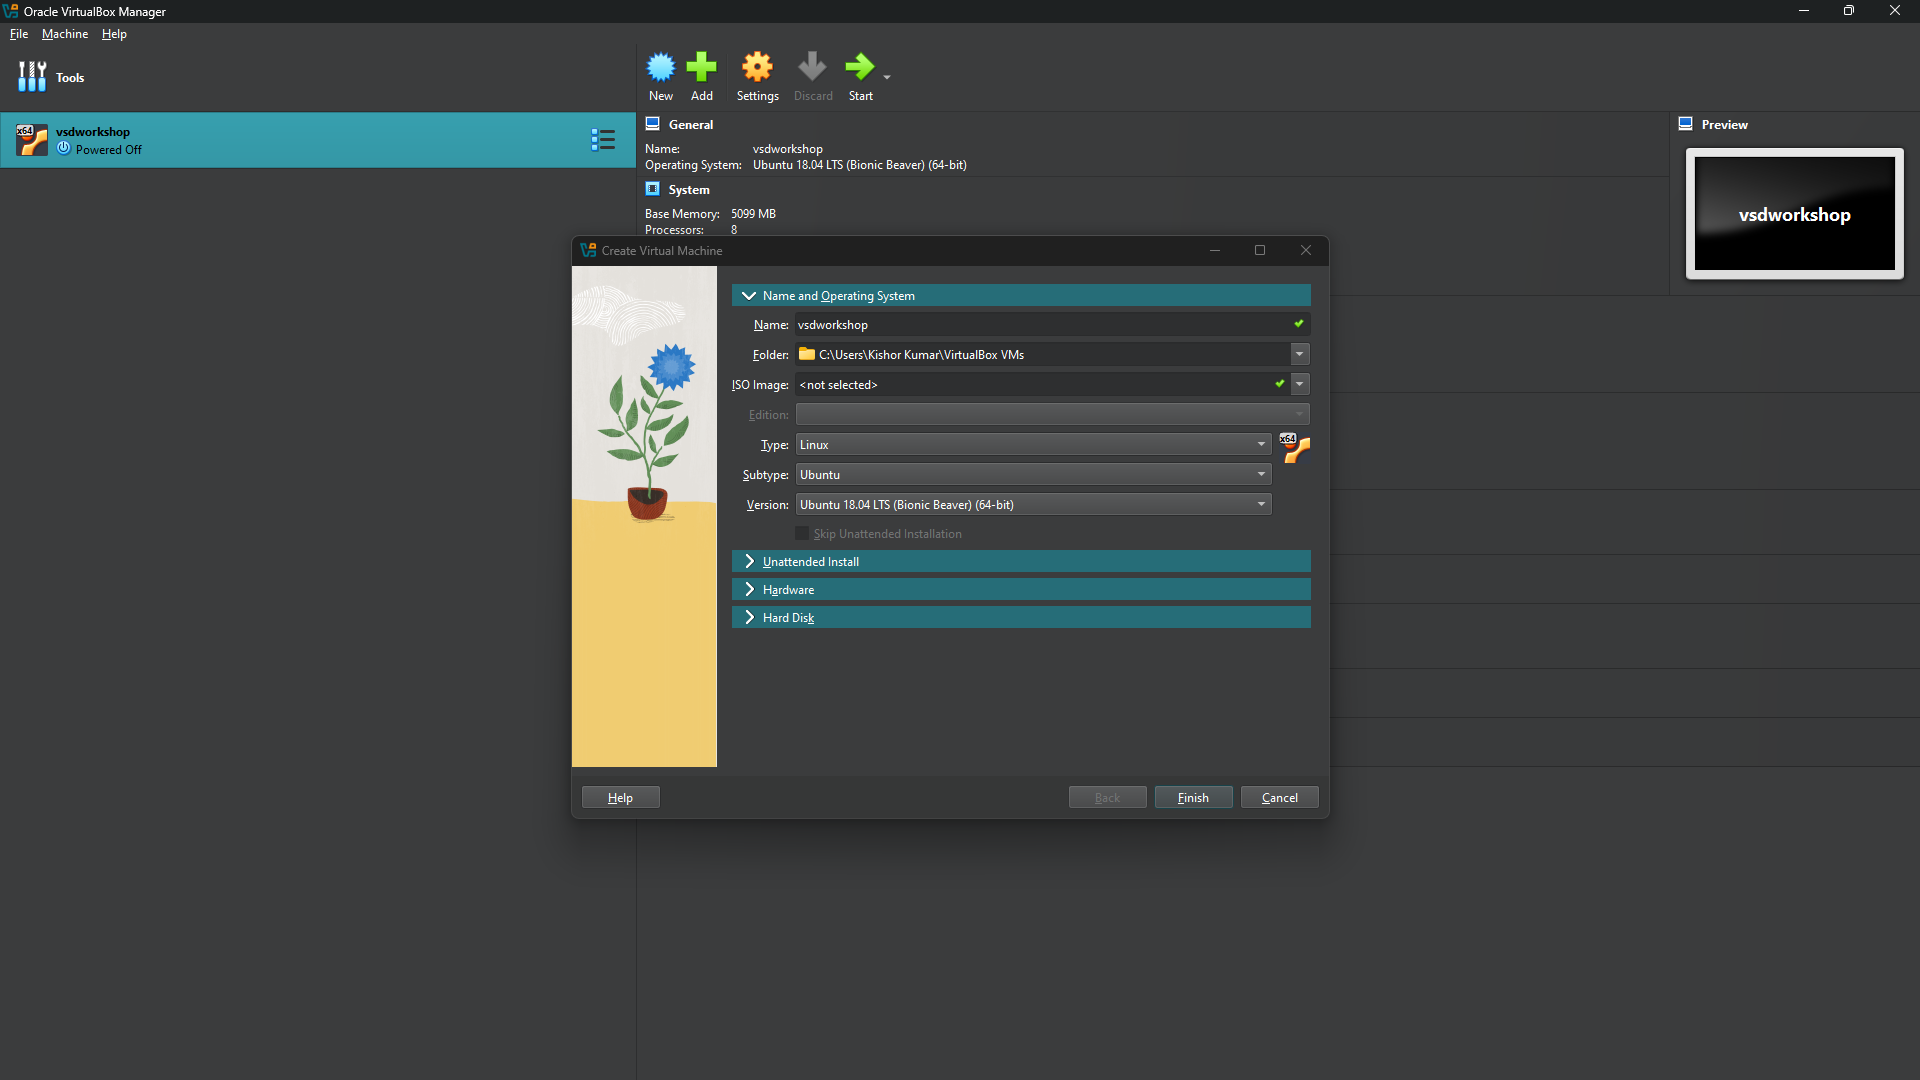 Oracle VirtualBox Manager
File Machine Help
Tools
New Add Settings Discard Start
x64
vsdworkshop
Powered Off
General
Name: vsdworkshop
Operating System: Ubuntu 18.04 LTS (Bionic Beaver) (64-bit)
System
Base Memory: 5099 MB
Processors: 8
Preview
vsdworkshop
Create Virtual Machine
Name and Operating System
Name: vsdworkshop
Folder: C:\Users\Kishor Kumar\VirtualBox VMs
ISO Image: <not selected>
Edition:
Type: Linux
x64
Subtype: Ubuntu
Version: Ubuntu 18.04 LTS (Bionic Beaver) (64-bit)
Skip Unattended Installation
Unattended Install
Hardware
Hard Disk
Help Back Finish Cancel